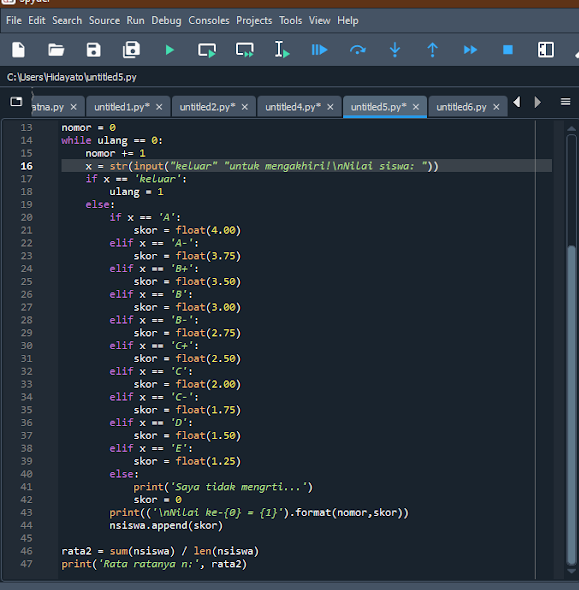 Spyder
File Edit Search Source Run Debug Consoles Projects Tools View Help
C:\Users\Hidayato\untitled5.py
atna.py × untitled1.py* × untitled2.py* × untitled4.py* × untitled5.py* × untitled6.py ×
13 nomor = 0
14 while ulang == 0:
15 nomor += 1
16 x = str(input("keluar" "untuk mengakhiri!\nNilai siswa: "))
17 if x == 'keluar':
18 ulang = 1
19 else:
20 if x == 'A':
21 skor = float(4.00)
22 elif x == 'A-':
23 skor = float(3.75)
24 elif x == 'B+':
25 skor = float(3.50)
26 elif x == 'B':
27 skor = float(3.00)
28 elif x == 'B-':
29 skor = float(2.75)
30 elif x == 'C+':
31 skor = float(2.50)
32 elif x == 'C':
33 skor = float(2.00)
34 elif x == 'C-':
35 skor = float(1.75)
36 elif x == 'D':
37 skor = float(1.50)
38 elif x == 'E':
39 skor = float(1.25)
40 else:
41 print('Saya tidak mengrti...')
42 skor = 0
43 print(('\nNilai ke-{0} = {1}').format(nomor,skor))
44 nsiswa.append(skor)
45
46 rata2 = sum(nsiswa) / len(nsiswa)
47 print('Rata ratanya n:', rata2)